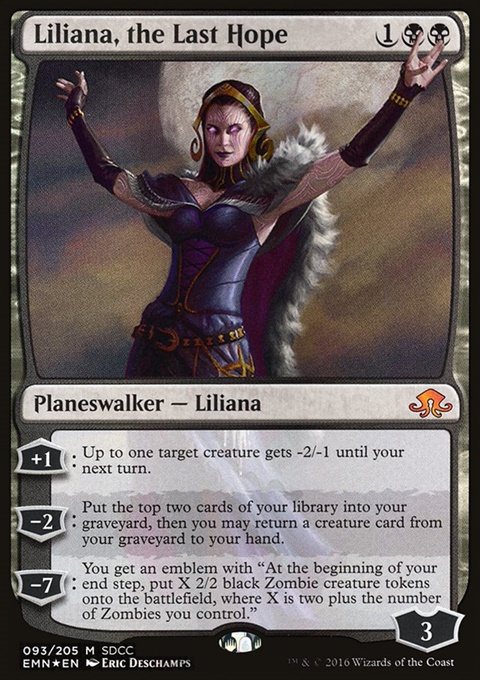 Liliana, the Last Hope 1
Planeswalker — Liliana
+1 : Up to one target creature gets -2/-1 until your
next turn.
-2 : Put the top two cards of your library into your
graveyard, then you may return a creature card from
your graveyard to your hand.
-7 : You get an emblem with “At the beginning of your
end step, put X 2/2 black Zombie creature tokens
onto the battlefield, where X is two plus the number
of Zombies you control.”
3
093/205 M SDCC
EMN★EN Eric Deschamps
™ & © 2016 Wizards of the Coast